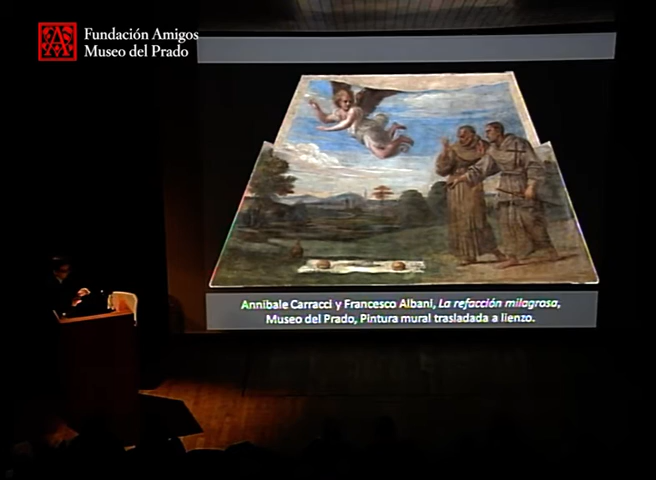 Fundación Amigos
Museo del Prado
Annibale Carracci y Francesco Albani, La refacción milagrosa,
Museo del Prado, Pintura mural trasladada a lienzo.